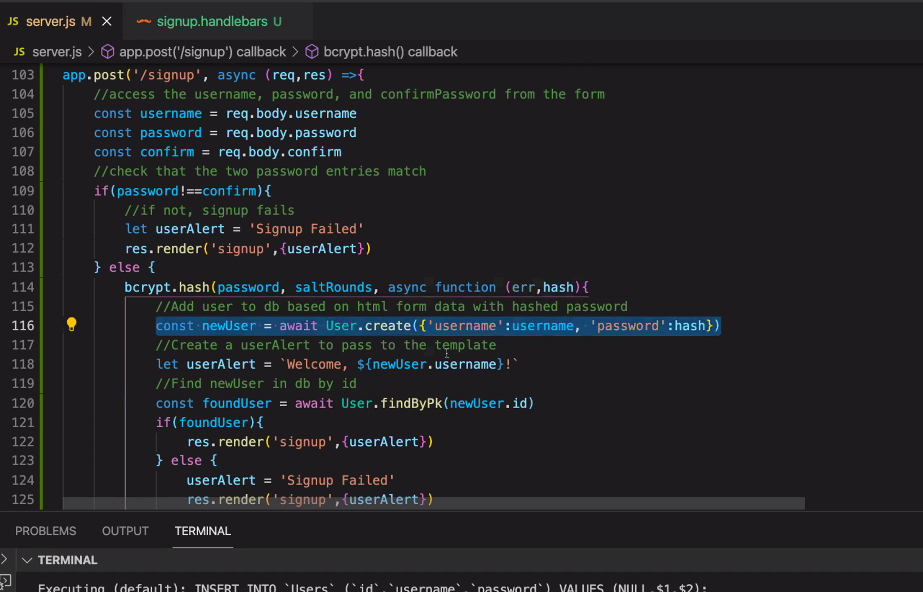 JS server.js M × signup.handlebars U
JS server.js > app.post('/signup') callback > bcrypt.hash() callback
103 app.post('/signup', async (req,res) =>{
104 //access the username, password, and confirmPassword from the form
105 const username = req.body.username
106 const password = req.body.password
107 const confirm = req.body.confirm
108 //check that the two password entries match
109 if(password!==confirm){
110 //if not, signup fails
111 let userAlert = 'Signup Failed'
112 res.render('signup',{userAlert})
113 } else {
114 bcrypt.hash(password, saltRounds, async function (err,hash){
115 //Add user to db based on html form data with hashed password
116 const newUser = await User.create({'username':username, 'password':hash})
117 //Create a userAlert to pass to the template
118 let userAlert = `Welcome, ${newUser.username}!`
119 //Find newUser in db by id
120 const foundUser = await User.findByPk(newUser.id)
121 if(foundUser){
122 res.render('signup',{userAlert})
123 } else {
124 userAlert = 'Signup Failed'
125 res.render('signup',{userAlert})
PROBLEMS OUTPUT TERMINAL
TERMINAL
Executing (default): INSERT INTO `Users` (`id`,`username`,`password`) VALUES (NULL,$1,$2);